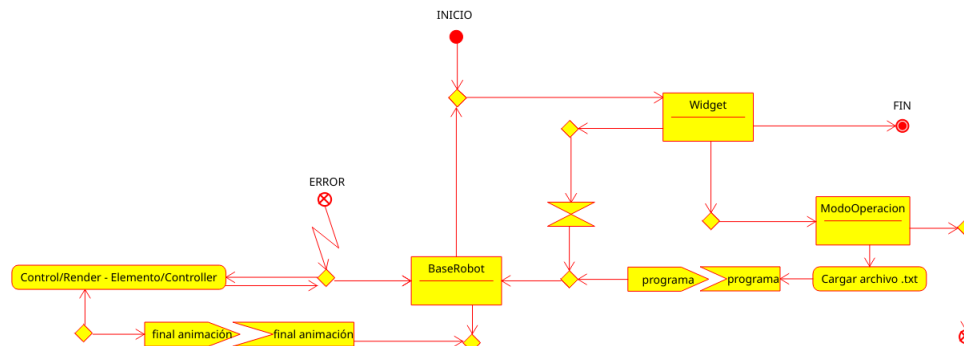 INICIO
Widget
FIN
ERROR
ModoOperacion
BaseRobot
Control/Render - Elemento/Controller
programa
programa
Cargar archivo .txt
final animación
final animación